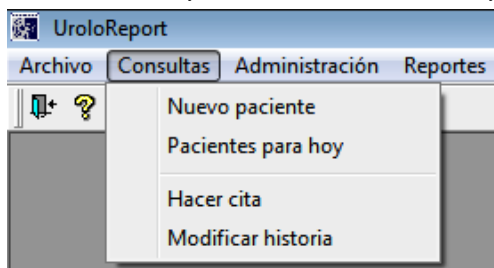 UroloReport
Archivo Consultas Administración Reportes
Nuevo paciente
Pacientes para hoy
Hacer cita
Modificar historia